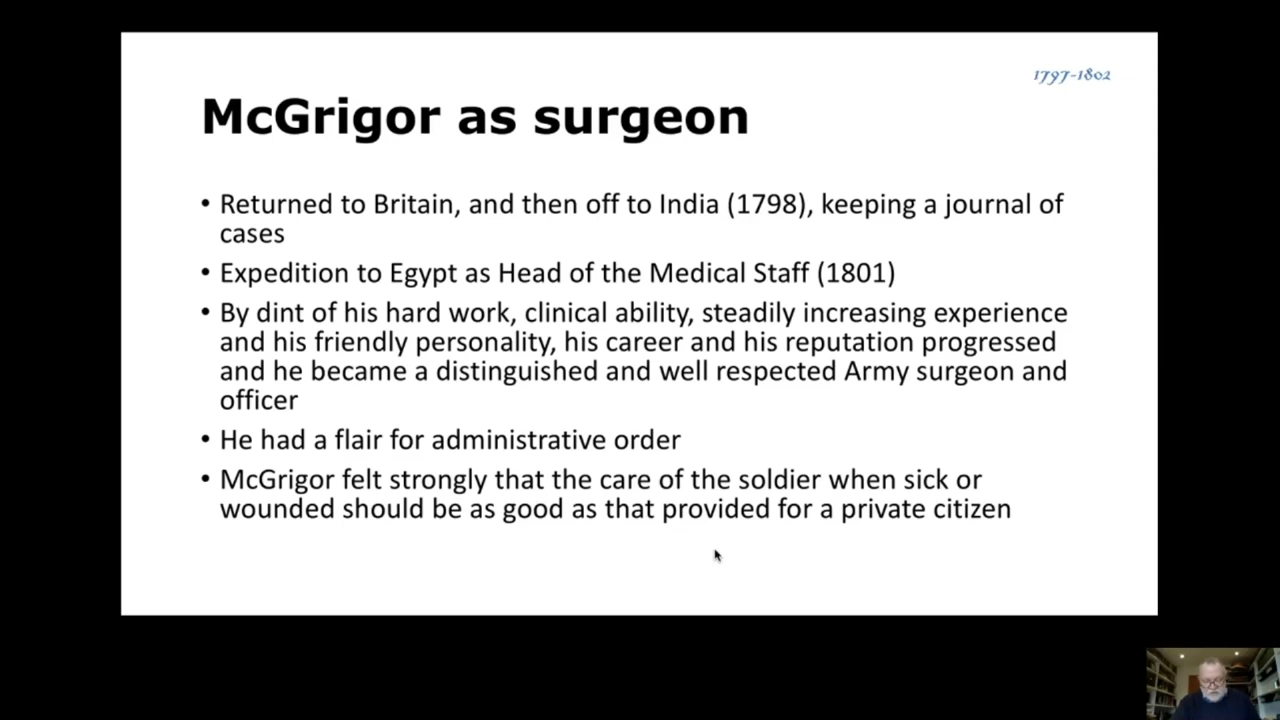 1797-1802
McGrigor as surgeon
• Returned to Britain, and then off to India (1798), keeping a journal of
cases
• Expedition to Egypt as Head of the Medical Staff (1801)
• By dint of his hard work, clinical ability, steadily increasing experience
and his friendly personality, his career and his reputation progressed
and he became a distinguished and well respected Army surgeon and
officer
• He had a flair for administrative order
• McGrigor felt strongly that the care of the soldier when sick or
wounded should be as good as that provided for a private citizen